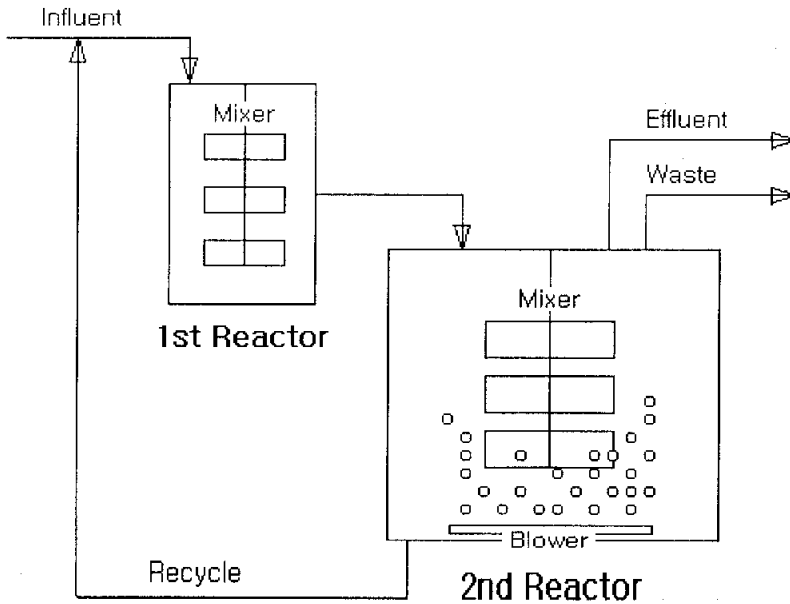 Influent
Mixer
Effluent
Waste
1st Reactor
Mixer
Blower
Recycle
2nd Reactor